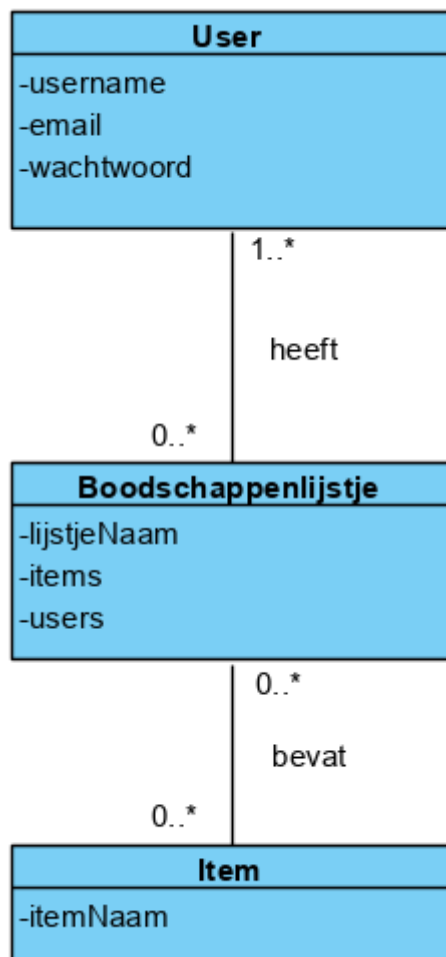 User
-username
-email
-wachtwoord
1..*
heeft
0..*
Boodschappenlijstje
-lijstjeNaam
-items
-users
0..*
bevat
0..*
Item
-itemNaam